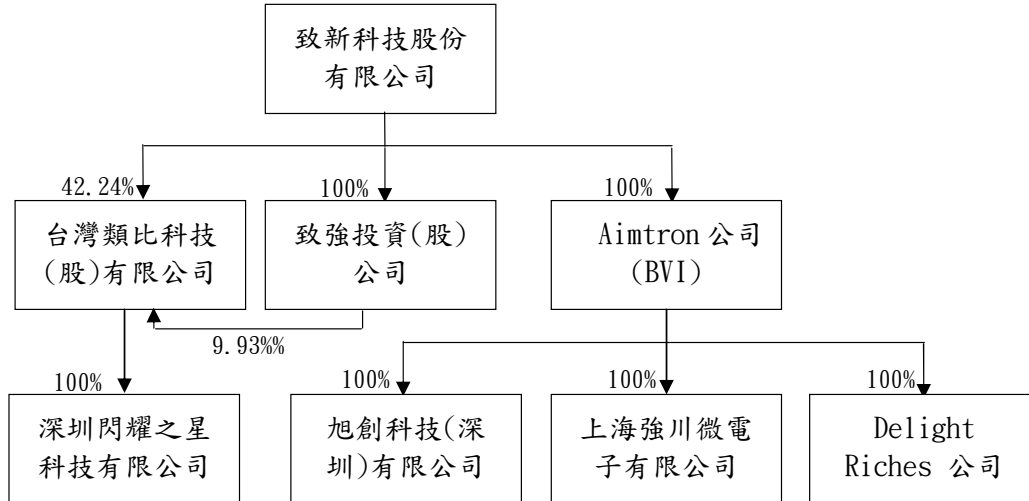 致新科技股份
有限公司
42.24%
100%
100%
台灣類比科技
(股)有限公司
致強投資(股)
公司
Aimtron 公司
(BVI)
9.93%%
100%
100%
100%
100%
深圳閃耀之星
科技有限公司
旭創科技(深
圳)有限公司
上海強川微電
子有限公司
Delight
Riches 公司